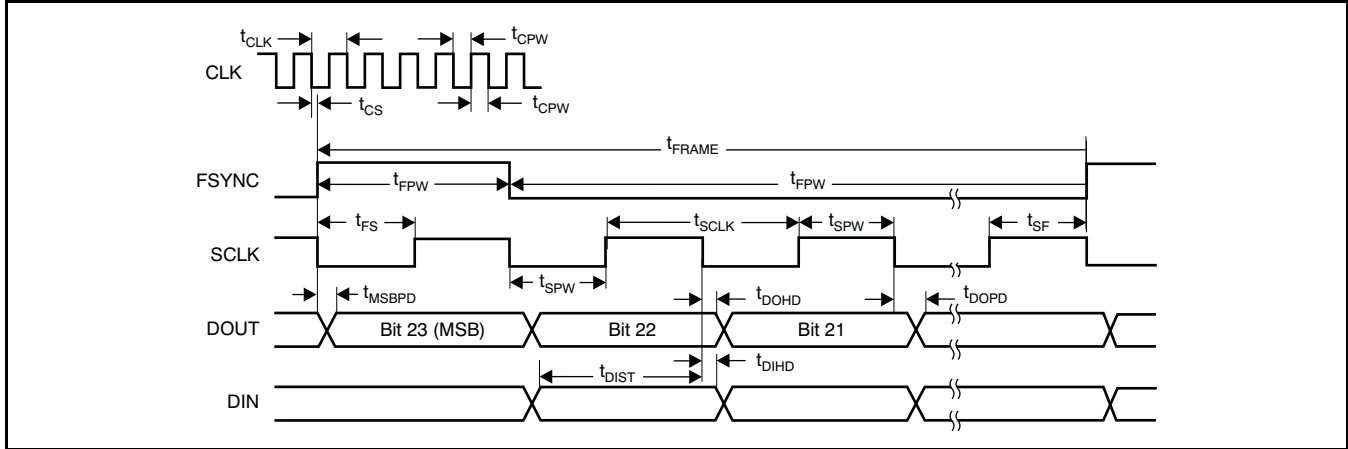 tCLK tCPW
CLK
tCS tCPW
tFRAME
FSYNC tFPW tFPW
tFS tSCLK tSPW tSF
SCLK
tSPW
tMSBPD tDOHD tDOPD
DOUT Bit 23 (MSB) Bit 22 Bit 21
tDIST tDIHD
DIN